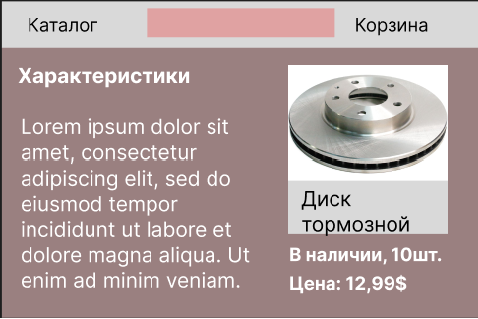 Каталог
Корзина
Характеристики
Lorem ipsum dolor sit
amet, consectetur
adipiscing elit, sed do
eiusmod tempor
incididunt ut labore et
dolore magna aliqua. Ut
enim ad minim veniam.
Диск
тормозной
В наличии, 10шт.
Цена: 12,99$